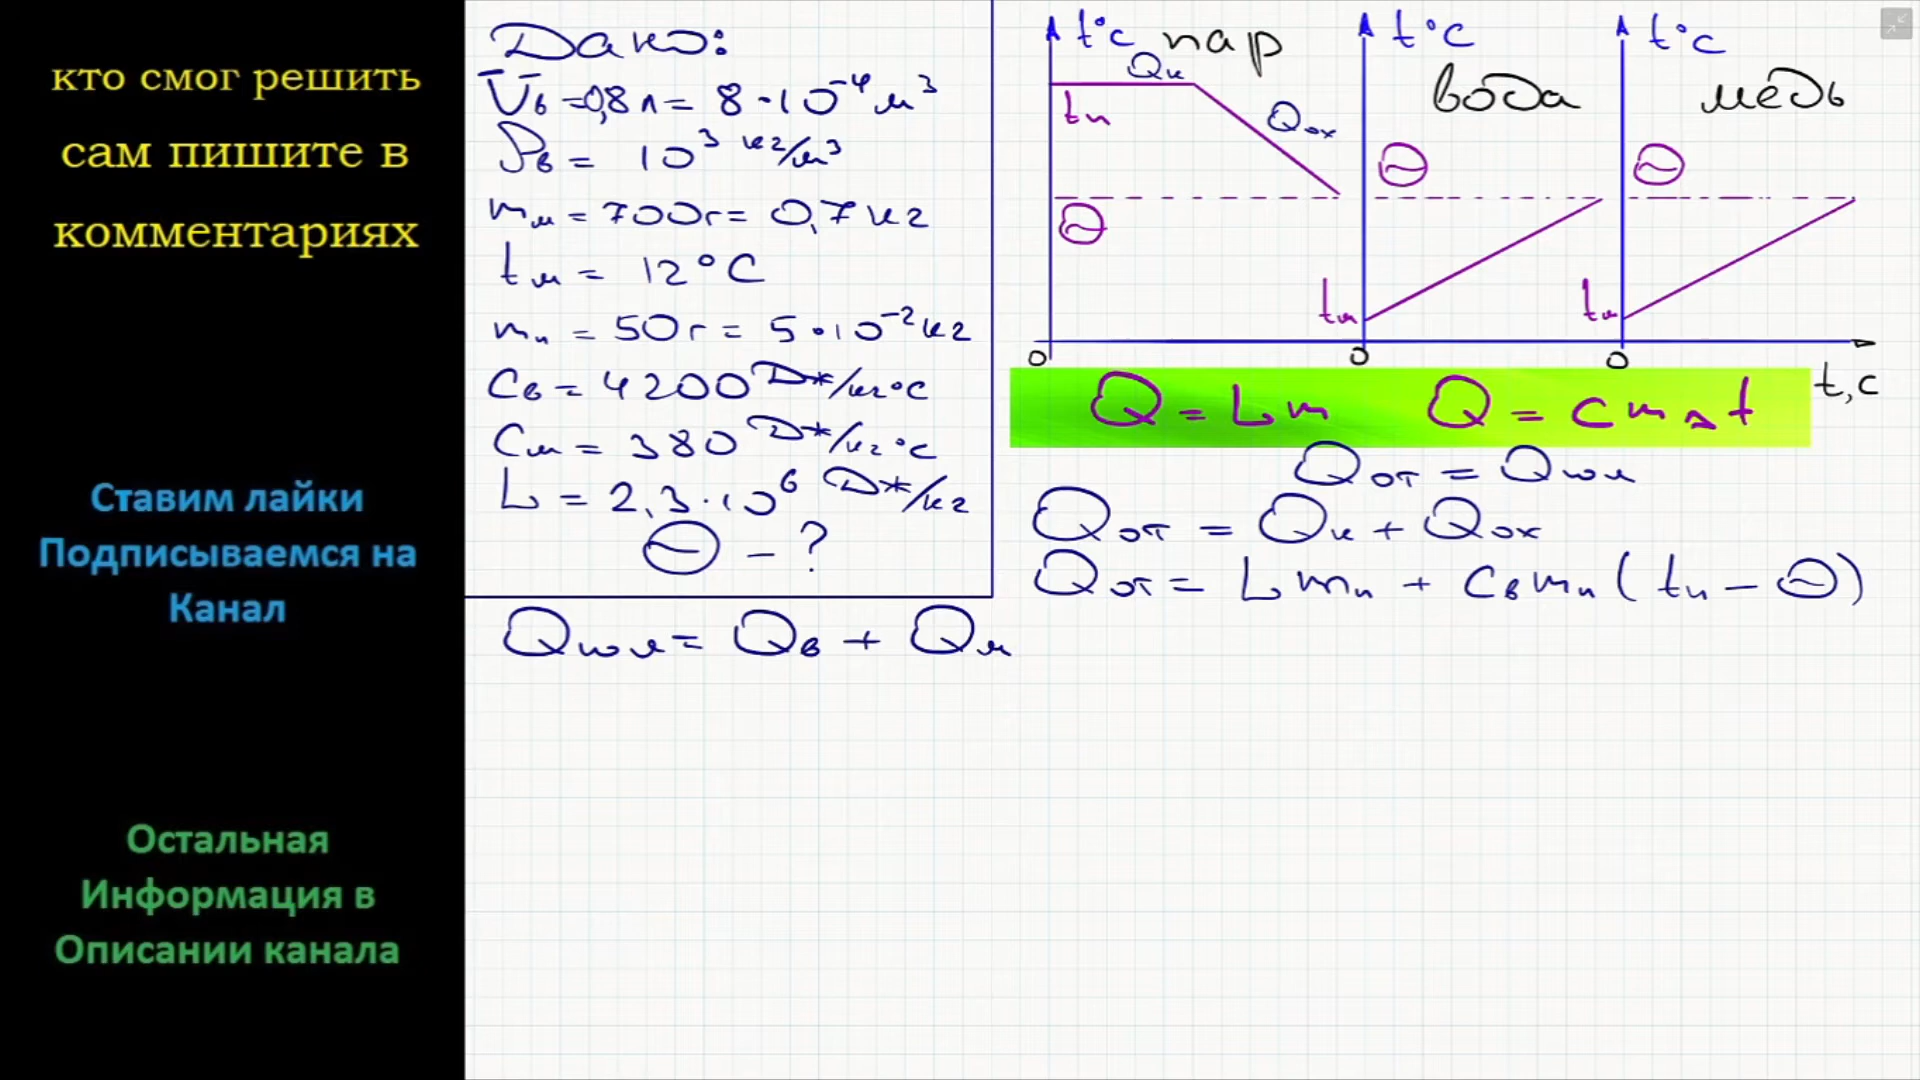 кто смог решить
сам пишите в
комментариях
Ставим лайки
Подписываемся на
Канал
Остальная
Информация в
Описании канала
Дано:
Vв = 0,8 л = 8·10⁻⁴ м³
ρв = 10³ кг/м³
mм = 700г = 0,7 кг
tм = 12°C
mп = 50г = 5·10⁻² кг
Cв = 4200 Дж/кг°С
Cм = 380 Дж/кг°С
L = 2,3·10⁶ Дж/кг
Θ – ?
t°C пар
Qк
tп
Qох
Θ
0
t°C
вода
Θ
tм
0
t°C
медь
Θ
tм
0
t,c
Q = Lm Q = cmΔt
Qот = Qпол
Qот = Qк + Qох
Qот = Lmп + Cвmп(tп – Θ)
Qпол = Qв + Qм